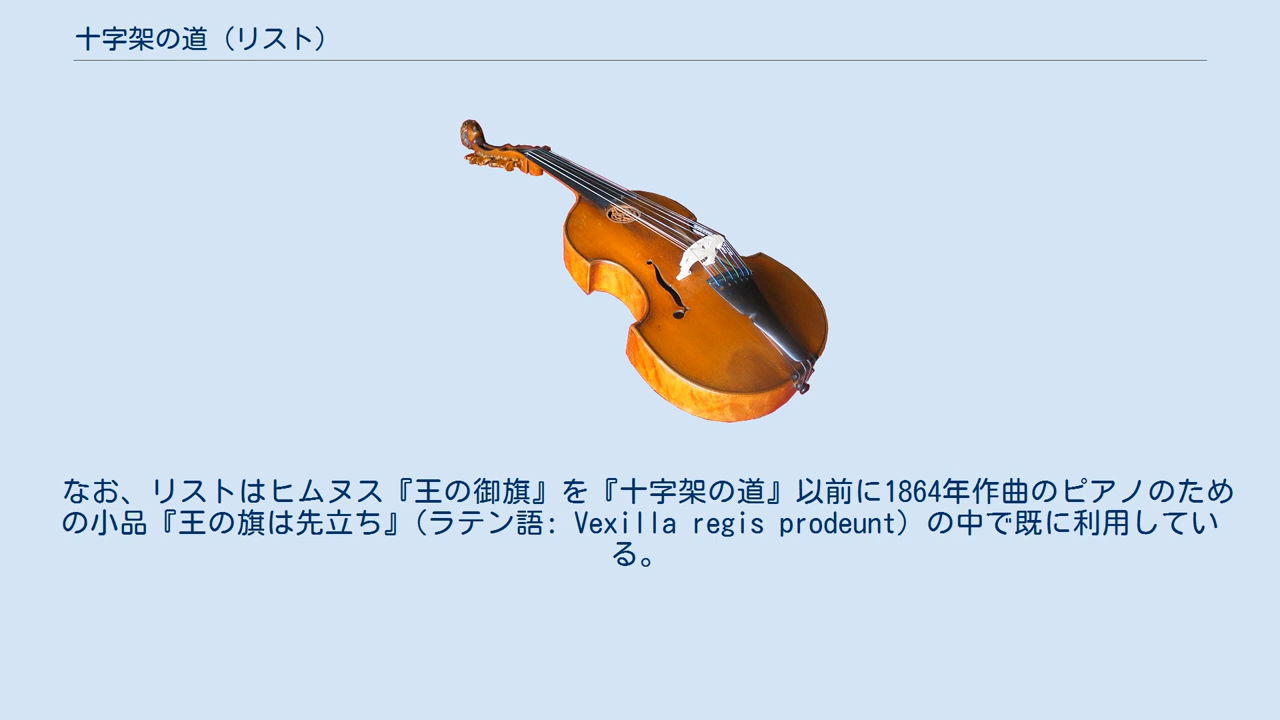 十字架の道（リスト）
なお、リストはヒムヌス『王の御旗』を『十字架の道』以前に1864年作曲のピアノのため
の小品『王の旗は先立ち』（ラテン語: Vexilla regis prodeunt）の中で既に利用してい
る。